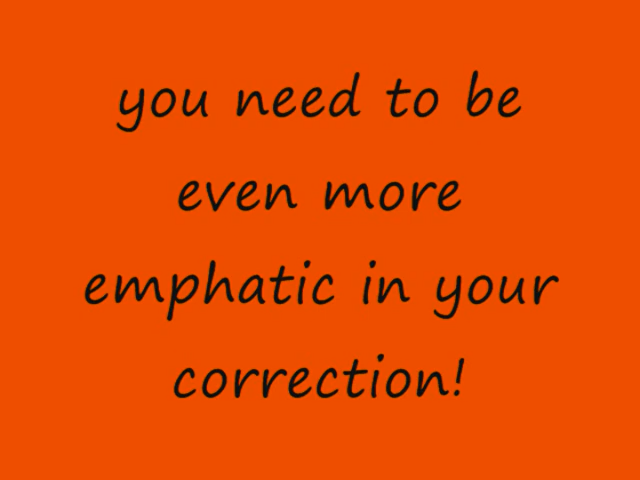 you need to be
even more
emphatic in your
correction!